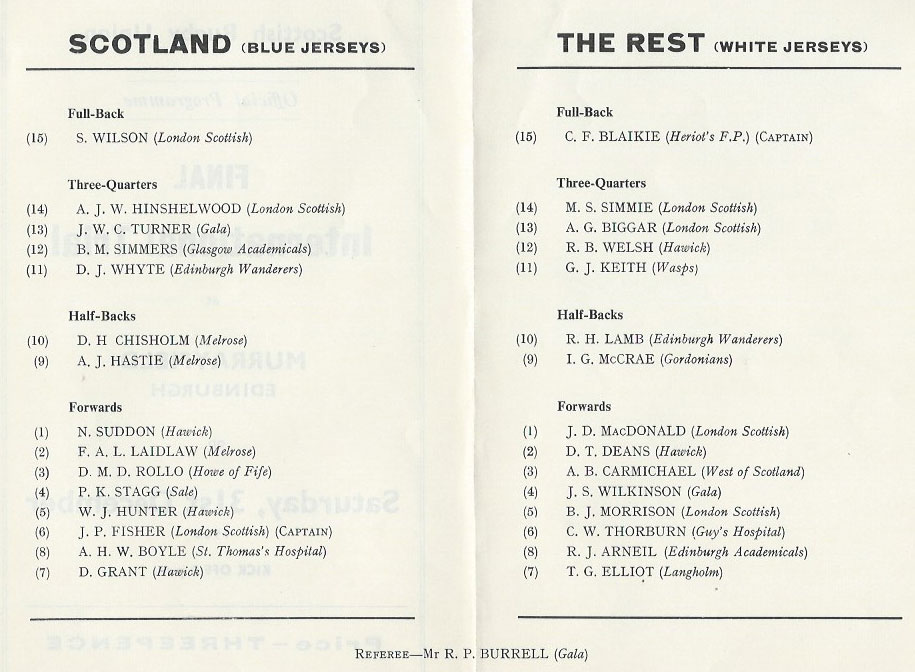 SCOTLAND (BLUE JERSEYS)
Full-Back
(15) S. WILSON (London Scottish)
Three-Quarters
(14) A. J. W. HINSHELWOOD (London Scottish)
(13) J. W. C. TURNER (Gala)
(12) B. M. SIMMERS (Glasgow Academicals)
(11) D. J. WHYTE (Edinburgh Wanderers)
Half-Backs
(10) D. H CHISHOLM (Melrose)
(9) A. J. HASTIE (Melrose)
Forwards
(1) N. SUDDON (Hawick)
(2) F. A. L. LAIDLAW (Melrose)
(3) D. M. D. ROLLO (Howe of Fife)
(4) P. K. STAGG (Sale)
(5) W. J. HUNTER (Hawick)
(6) J. P. FISHER (London Scottish) (CAPTAIN)
(8) A. H. W. BOYLE (St. Thomas's Hospital)
(7) D. GRANT (Hawick)
THE REST (WHITE JERSEYS)
Full-Back
(15) C. F. BLAIKIE (Heriot's F.P.) (CAPTAIN)
Three-Quarters
(14) M. S. SIMMIE (London Scottish)
(13) A. G. BIGGAR (London Scottish)
(12) R. B. WELSH (Hawick)
(11) G. J. KEITH (Wasps)
Half-Backs
(10) R. H. LAMB (Edinburgh Wanderers)
(9) I. G. McCRAE (Gordonians)
Forwards
(1) J. D. MACDONALD (London Scottish)
(2) D. T. DEANS (Hawick)
(3) A. B. CARMICHAEL (West of Scotland)
(4) J. S. WILKINSON (Gala)
(5) B. J. MORRISON (London Scottish)
(6) C. W. THORBURN (Guy's Hospital)
(8) R. J. ARNEIL (Edinburgh Academicals)
(7) T. G. ELLIOT (Langholm)
REFEREE—Mr R. P. BURRELL (Gala)